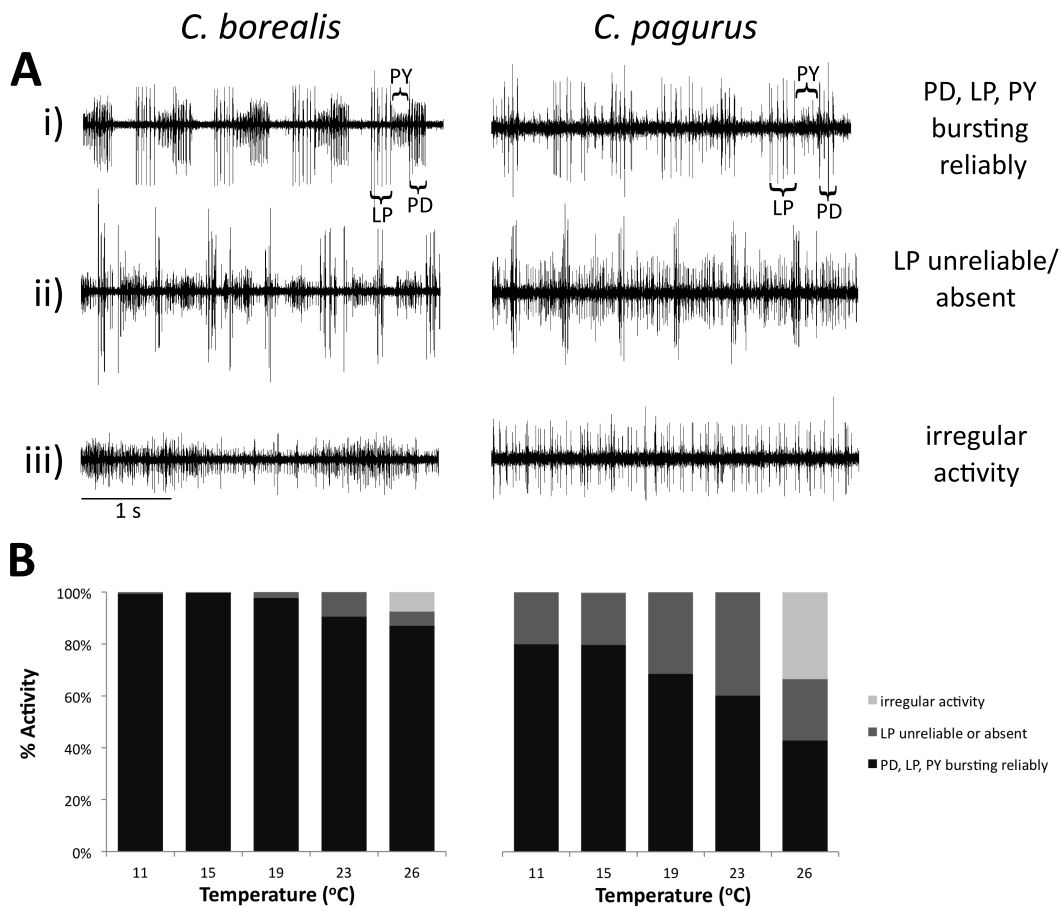 C. borealis
C. pagurus
A
i)
PY
LP
PD
PY
LP
PD
PD, LP, PY
bursting
reliably
ii)
LP unreliable/
absent
iii)
irregular
activity
1 s
B
% Activity
100%
80%
60%
40%
20%
0%
11 15 19 23 26
Temperature (ºC)
11 15 19 23 26
Temperature (ºC)
irregular activity
LP unreliable or absent
PD, LP, PY bursting reliably